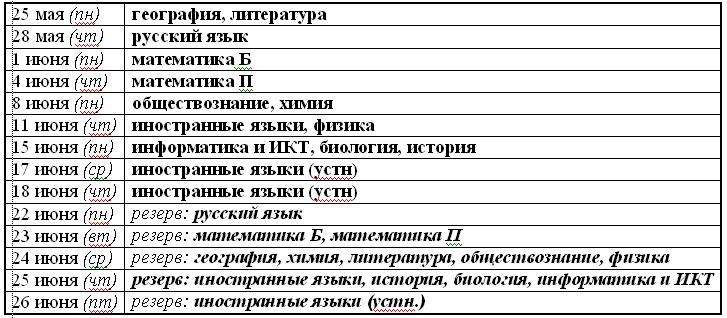 25 мая (пн) география, литература
28 мая (чт) русский язык
1 июня (пн) математика Б
4 июня (чт) математика П
8 июня (пн) обществознание, химия
11 июня (чт) иностранные языки, физика
15 июня (пн) информатика и ИКТ, биология, история
17 июня (ср) иностранные языки (устн)
18 июня (чт) иностранные языки (устн)
22 июня (пн) резерв: русский язык
23 июня (вт) резерв: математика Б, математика П
24 июня (ср) резерв: география, химия, литература, обществознание, физика
25 июня (чт) резерв: иностранные языки, история, биология, информатика и ИКТ
26 июня (пт) резерв: иностранные языки (устн.)